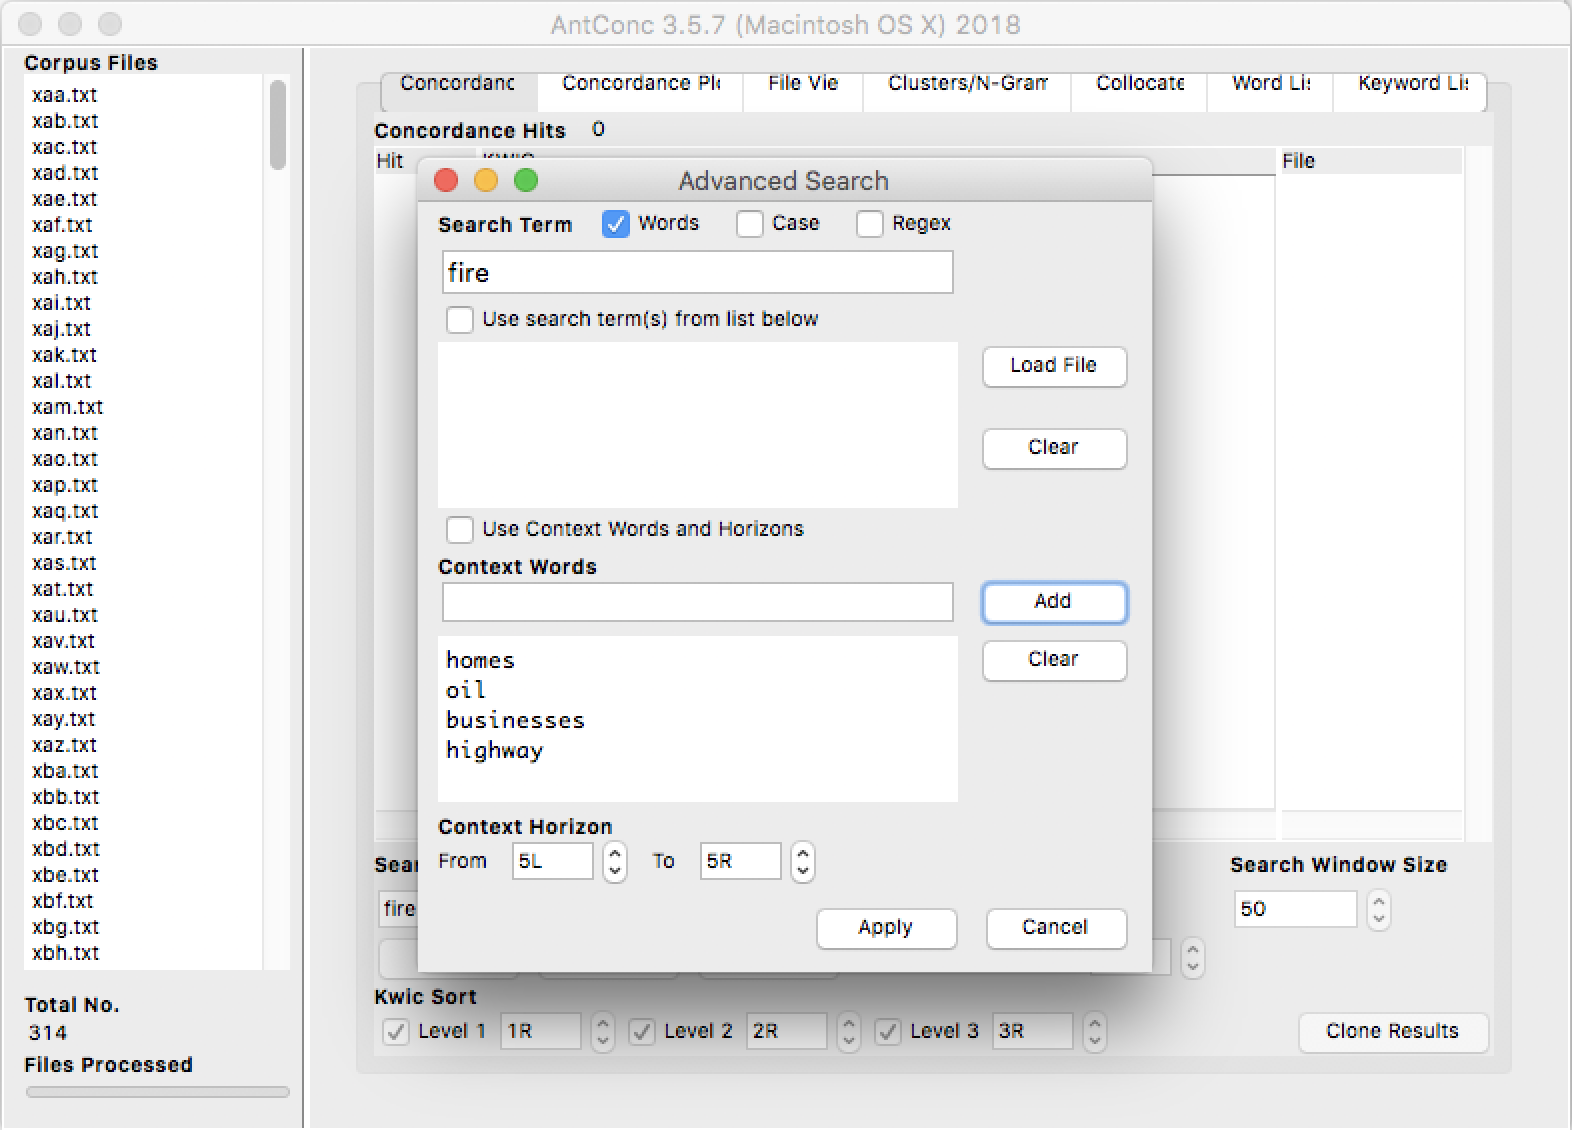 AntConc 3.5.7 (Macintosh OS X) 2018
Corpus Files
xaa.txt
xab.txt
xac.txt
xad.txt
xae.txt
xaf.txt
xag.txt
xah.txt
xai.txt
xaj.txt
xak.txt
xal.txt
xam.txt
xan.txt
xao.txt
xap.txt
xaq.txt
xar.txt
xas.txt
xat.txt
xau.txt
xav.txt
xaw.txt
xax.txt
xay.txt
xaz.txt
xba.txt
xbb.txt
xbc.txt
xbd.txt
xbe.txt
xbf.txt
xbg.txt
xbh.txt
Total No.
314
Files Processed
Concordanc Concordance Plo File Vie Clusters/N-Gram Collocate Word Lis Keyword Lis
Concordance Hits 0
Hit KWIC File
Advanced Search
Search Term Words Case Regex
fire
Use search term(s) from list below
Load File
Clear
Use Context Words and Horizons
Context Words
Add
Clear
homes
oil
businesses
highway
Context Horizon
From 5L To 5R
Apply Cancel
Sear Search Window Size
fire 50
Kwic Sort
Level 1 1R Level 2 2R Level 3 3R Clone Results